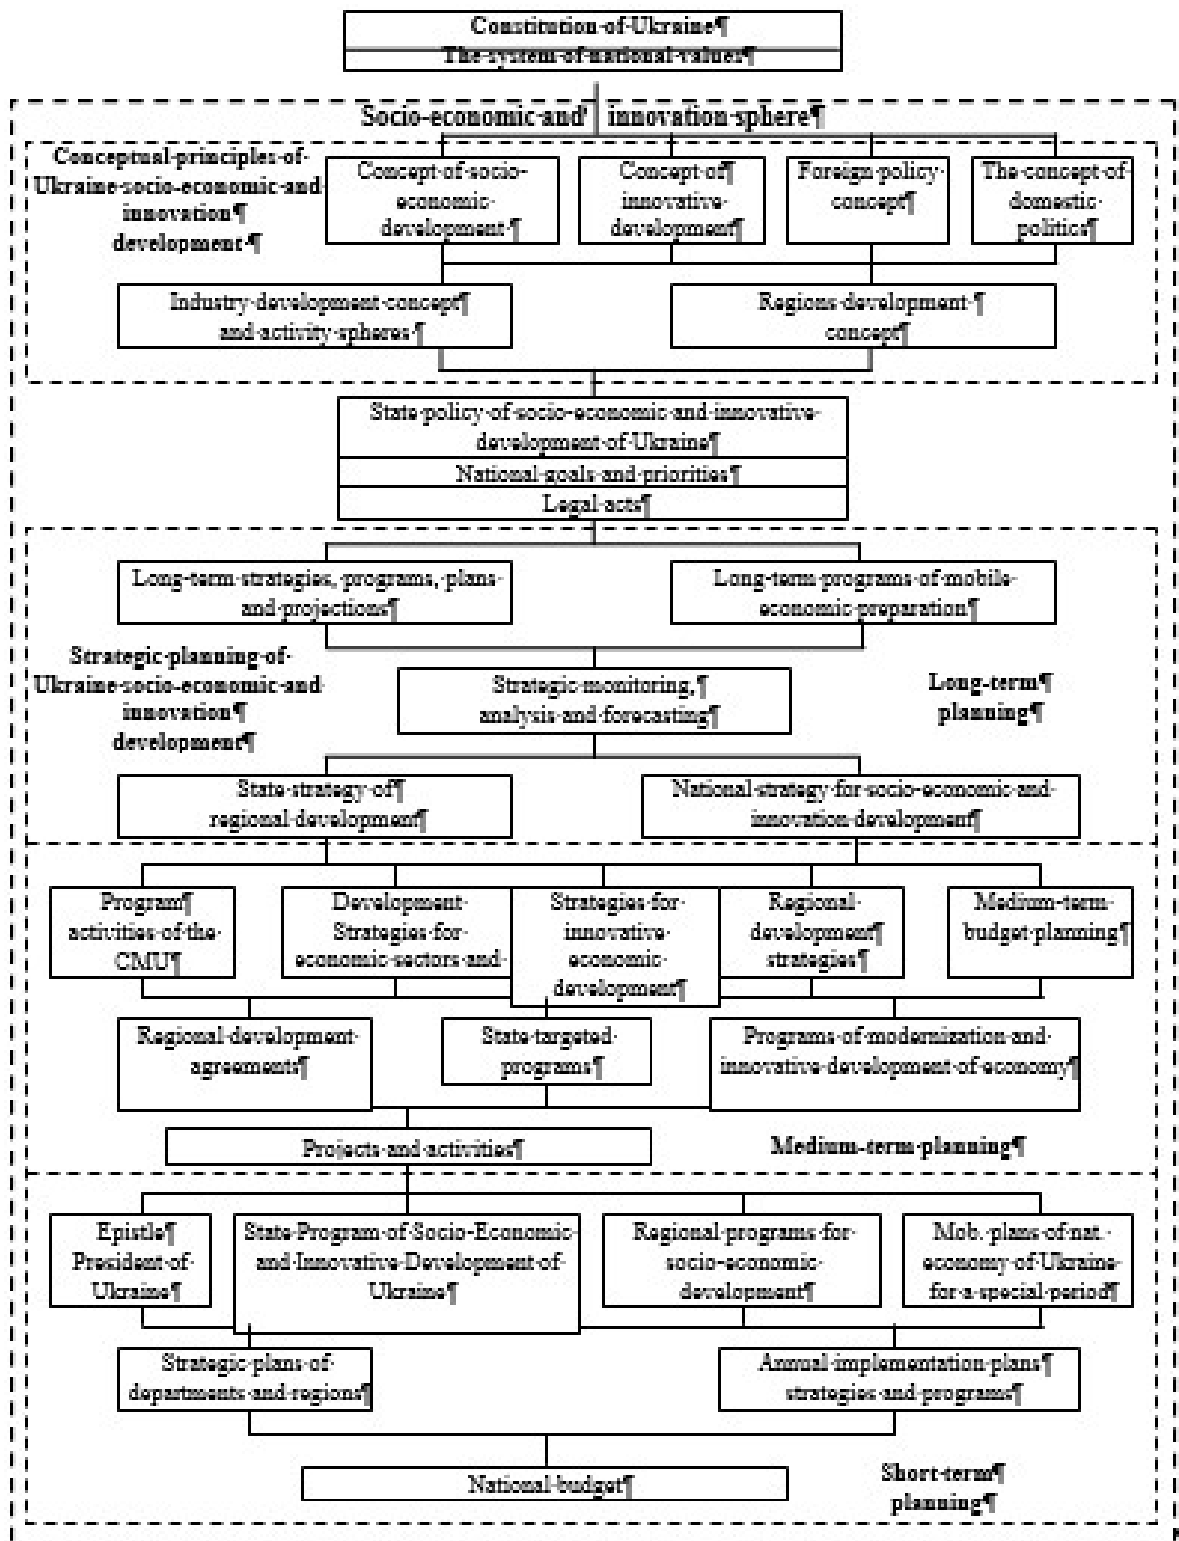 Constitution·of·Ukraine¶
The·system·of·national·values¶
Socio-economic·and· innovation·sphere¶
Conceptual·principles·of·
Ukraine·socio-economic·and·
innovation¶
development·¶
Concept·of·socio-
economic·
development·¶
Concept·of¶
innovative·
development¶
Foreign·policy·
concept¶
The·concept·of·
domestic·
politics¶
Industry·development·concept¶
and·activity·spheres·¶
Regions·development·¶
concept¶
State·policy·of·socio-economic·and·innovative·
development·of·Ukraine¶
National·goals·and·priorities¶
Legal·acts¶
Long-term·strategies,·programs,·plans·
and·projections¶
Long-term·programs·of·mobile·
economic·preparation¶
Strategic·planning·of·
Ukraine·socio-economic·and·
innovation¶
development¶
Strategic·monitoring,¶
analysis·and·forecasting¶
Long-term¶
planning¶
State·strategy·of¶
regional·development¶
National·strategy·for·socio-economic·and·
innovation·development¶
Program¶
activities·of·the·
CMU¶
Development·
Strategies·for·
economic·sectors·and·
Strategies·for·
innovative·
economic·
development¶
Regional·
development¶
strategies¶
Medium-term·
budget·planning¶
Regional·development·
agreements¶
State·targeted·
programs¶
Programs·of·modernization·and·
innovative·development·of·economy¶
Projects·and·activities¶
Medium-term·planning¶
Epistle¶
President·of·
Ukraine¶
State·Program·of·Socio-Economic·
and·Innovative·Development·of·
Ukraine¶
Regional·programs·for·
socio-economic·
development¶
Mob.·plans·of·nat.·
economy·of·Ukraine·
for·a·special·period¶
Strategic·plans·of·
departments·and·regions¶
Annual·implementation·plans¶
strategies·and·programs¶
National·budget¶
Short-term¶
planning¶